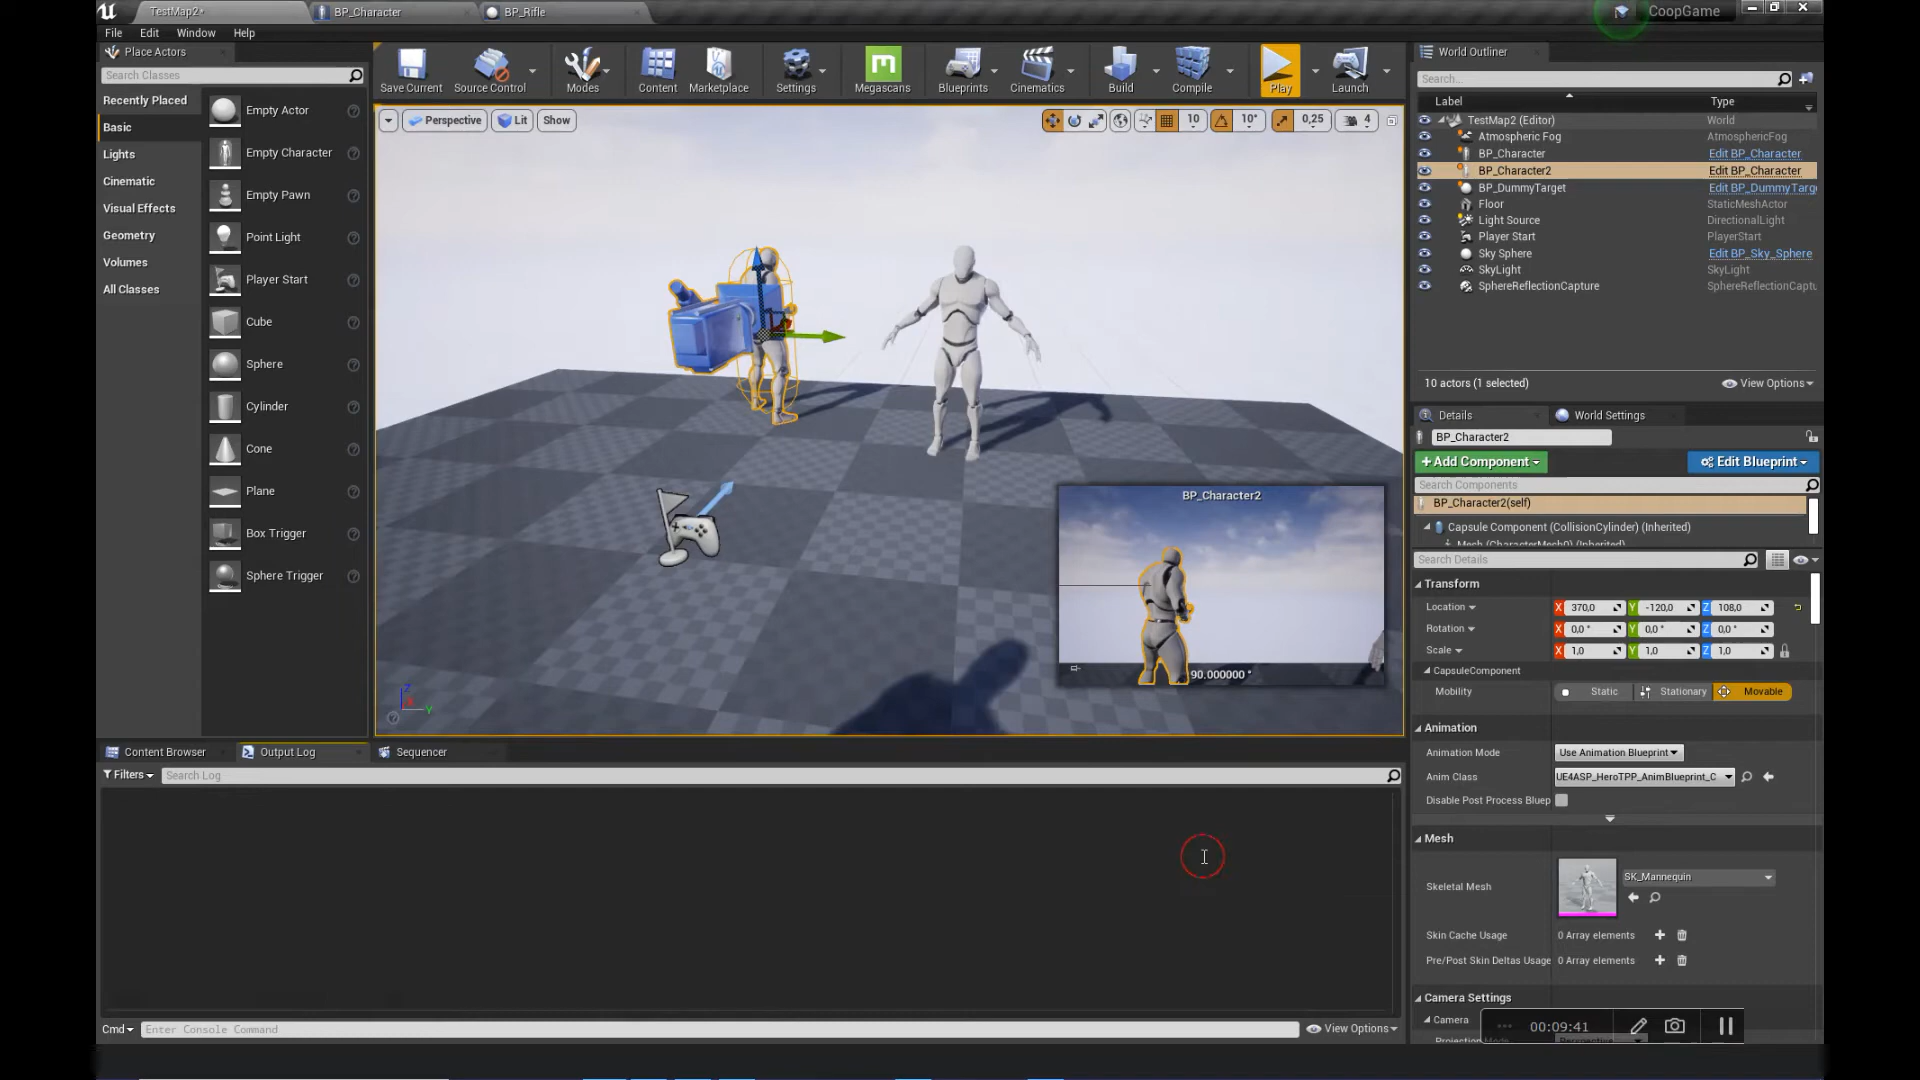 TestMap2*
BP_Character
BP_Rifle
CoopGame
File Edit Window Help
Place Actors
Search Classes
Recently Placed
Basic
Lights
Cinematic
Visual Effects
Geometry
Volumes
All Classes
Empty Actor
Empty Character
Empty Pawn
Point Light
Player Start
Cube
Sphere
Cylinder
Cone
Plane
Box Trigger
Sphere Trigger
Save Current
Source Control
Modes
Content
Marketplace
Settings
Megascans
Blueprints
Cinematics
Build
Compile
Play
Launch
Perspective
Lit
Show
10
10°
0,25
4
BP_Character2
90.000000 °
World Outliner
Search...
Label Type
TestMap2 (Editor) World
Atmospheric Fog AtmosphericFog
BP_Character Edit BP_Character
BP_Character2 Edit BP_Character
BP_DummyTarget Edit BP_DummyTarg
Floor StaticMeshActor
Light Source DirectionalLight
Player Start PlayerStart
Sky Sphere Edit BP_Sky_Sphere
SkyLight SkyLight
SphereReflectionCapture SphereReflectionCaptu
10 actors (1 selected)
View Options
Details
World Settings
BP_Character2
+Add Component
Edit Blueprint
Search Components
BP_Character2(self)
Capsule Component (CollisionCylinder) (Inherited)
Mesh (CharacterMesh0) (Inherited)
Search Details
Transform
Location X 370,0 Y -120,0 Z 108,0
Rotation X 0,0 ° Y 0,0 ° Z 0,0 °
Scale X 1,0 Y 1,0 Z 1,0
CapsuleComponent
Mobility Static Stationary Movable
Animation
Animation Mode Use Animation Blueprint
Anim Class UE4ASP_HeroTPP_AnimBlueprint_C
Disable Post Process Bluep
Mesh
Skeletal Mesh SK_Mannequin
Skin Cache Usage 0 Array elements
Pre/Post Skin Deltas Usage 0 Array elements
Camera Settings
Camera
00:09:41
Content Browser
Output Log
Sequencer
Filters
Search Log
Cmd
Enter Console Command
View Options